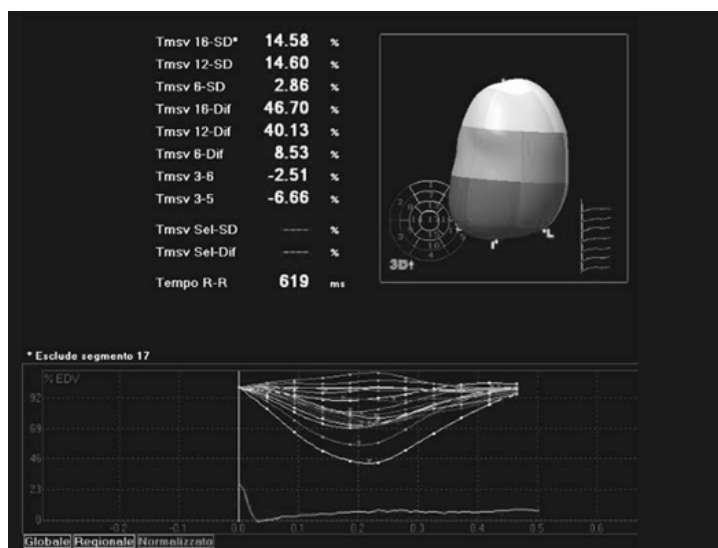 Tmsv 16-SD* 14.58 %
Tmsv 12-SD 14.60 %
Tmsv 6-SD 2.86 %
Tmsv 16-Dif 46.70 %
Tmsv 12-Dif 40.13 %
Tmsv 6-Dif 8.53 %
Tmsv 3-6 -2.51 %
Tmsv 3-5 -6.66 %
Tmsv Sel-SD ---- %
Tmsv Sel-Dif ---- %
Tempo R-R 619 ms
3D
* Esclude segmento 17
% EDV
92
69
46
23
0
-0.2 -0.1 0.0 0.1 0.2 0.3 0.4 0.5 0.6
Globale Regionale Normalizzato